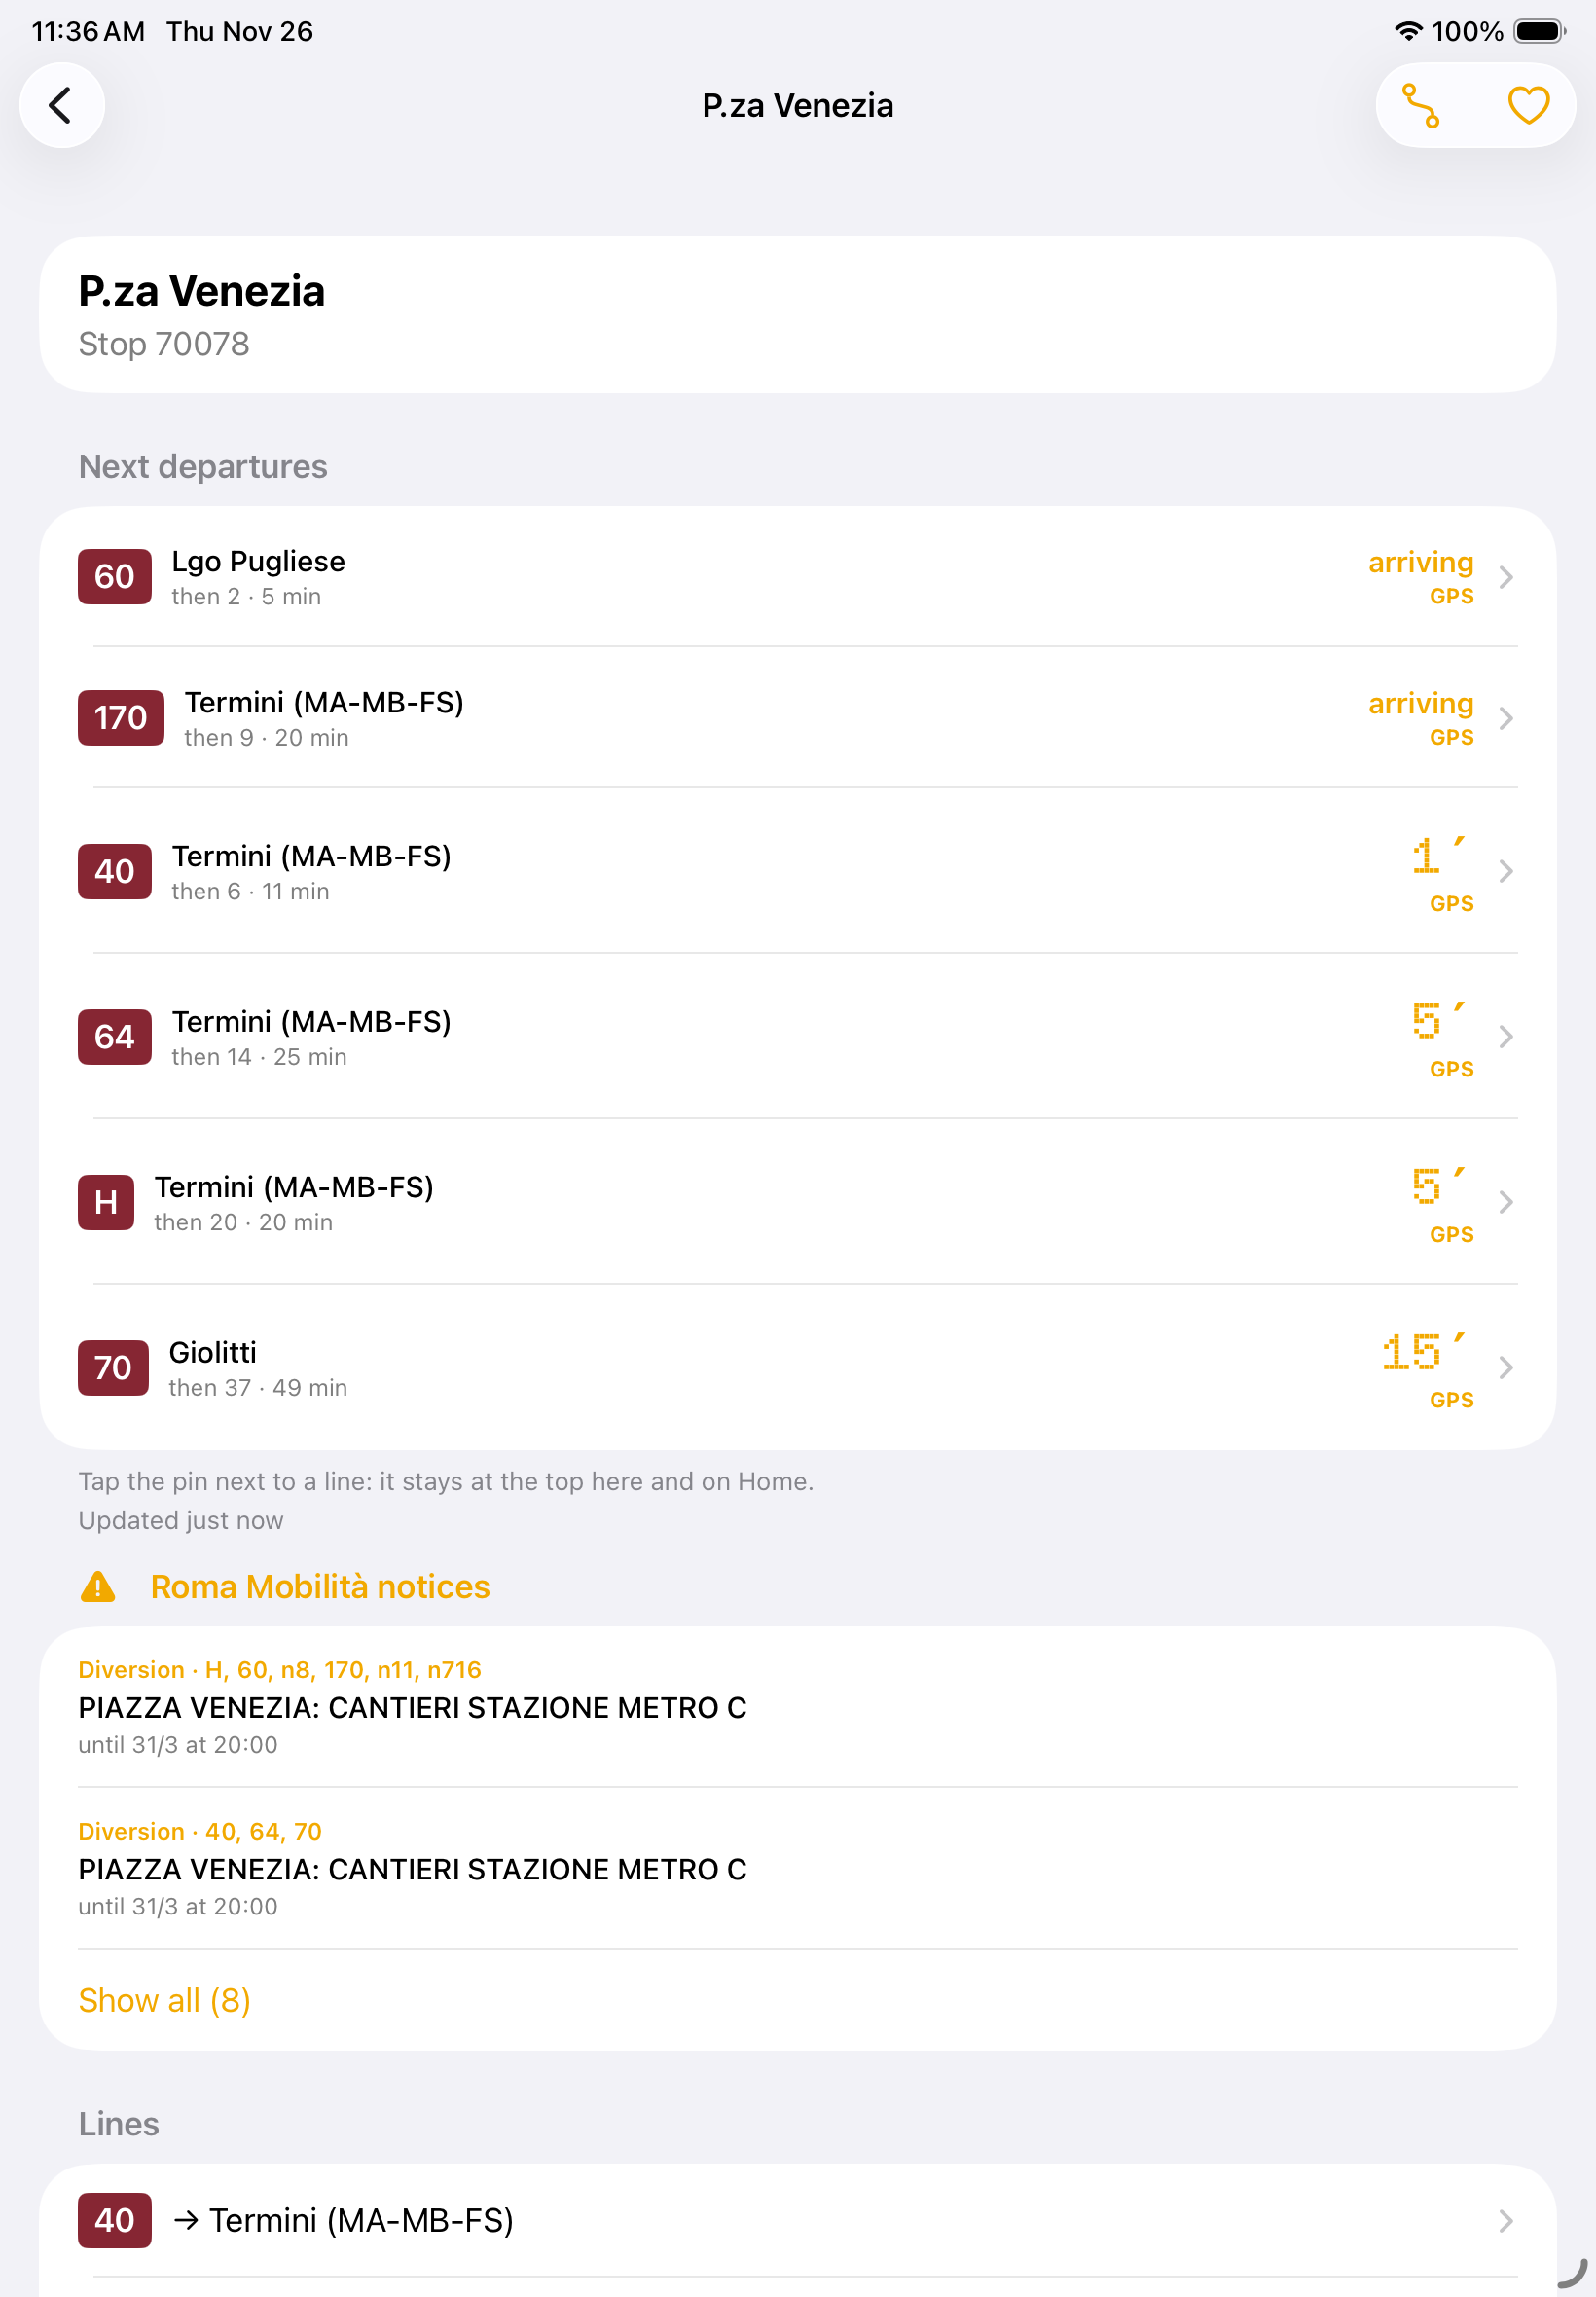 11:36 AM Thu Nov 26
100%
P.za Venezia
P.za Venezia
Stop 70078
Next departures
60 Lgo Pugliese arriving
then 2 · 5 min GPS
170 Termini (MA-MB-FS) arriving
then 9 · 20 min GPS
40 Termini (MA-MB-FS) 1′
then 6 · 11 min GPS
64 Termini (MA-MB-FS) 5′
then 14 · 25 min GPS
H Termini (MA-MB-FS) 5′
then 20 · 20 min GPS
70 Giolitti 15′
then 37 · 49 min GPS
Tap the pin next to a line: it stays at the top here and on Home.
Updated just now
Roma Mobilità notices
Diversion · H, 60, n8, 170, n11, n716
PIAZZA VENEZIA: CANTIERI STAZIONE METRO C
until 31/3 at 20:00
Diversion · 40, 64, 70
PIAZZA VENEZIA: CANTIERI STAZIONE METRO C
until 31/3 at 20:00
Show all (8)
Lines
40 → Termini (MA-MB-FS)